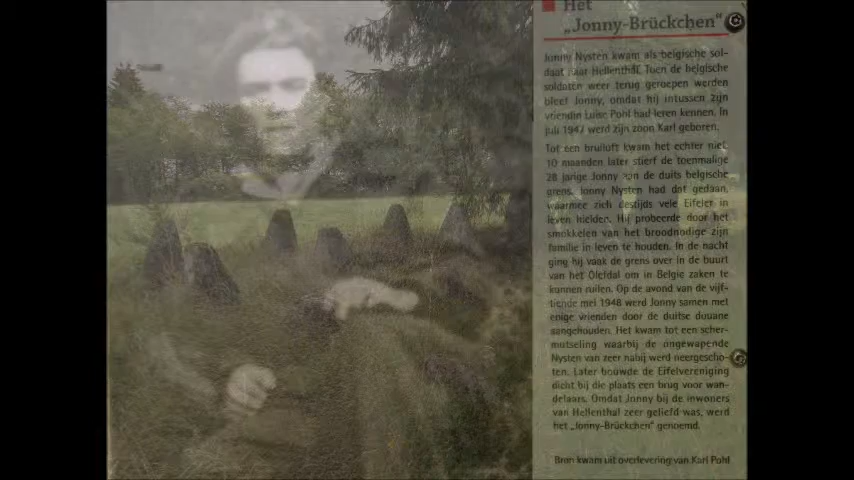 Het
„Jonny-Brückchen“
Jonny Nysten kwam als belgische sol-
daat naar Hellenthal. Toen de belgische
soldaten weer terug geroepen werden
bleef Jonny, omdat hij intussen zijn
vriendin Luise Pohl had leren kennen. In
juli 1947 werd zijn zoon Karl geboren.
Tot een bruiloft kwam het echter niet.
10 maanden later stierf de toenmalige
28 jarige Jonny aan de duits belgische
grens. Jonny Nysten had dat gedaan,
waarmee zich destijds vele Eifeler in
leven hielden. Hij probeerde door het
smokkelen van het broodnodige zijn
familie in leven te houden. In de nacht
ging hij vaak de grens over in de buurt
van het Olefdal om in Belgie zaken te
kunnen ruilen. Op de avond van de vijf-
tiende mei 1948 werd Jonny samen met
enige vrienden door de duitse duuane
aangehouden. Het kwam tot een scher-
mutseling waarbij de ongewapende
Nysten van zeer nabij werd neergescho-
ten. Later bouwde de Eifelvereniging
dicht bij die plaats een brug voor wan-
delaars. Omdat Jonny bij de inwoners
van Hellenthal zeer geliefd was, werd
het „Jonny-Brückchen“ genoemd.
Bron kwam uit overlevering van Karl Pohl